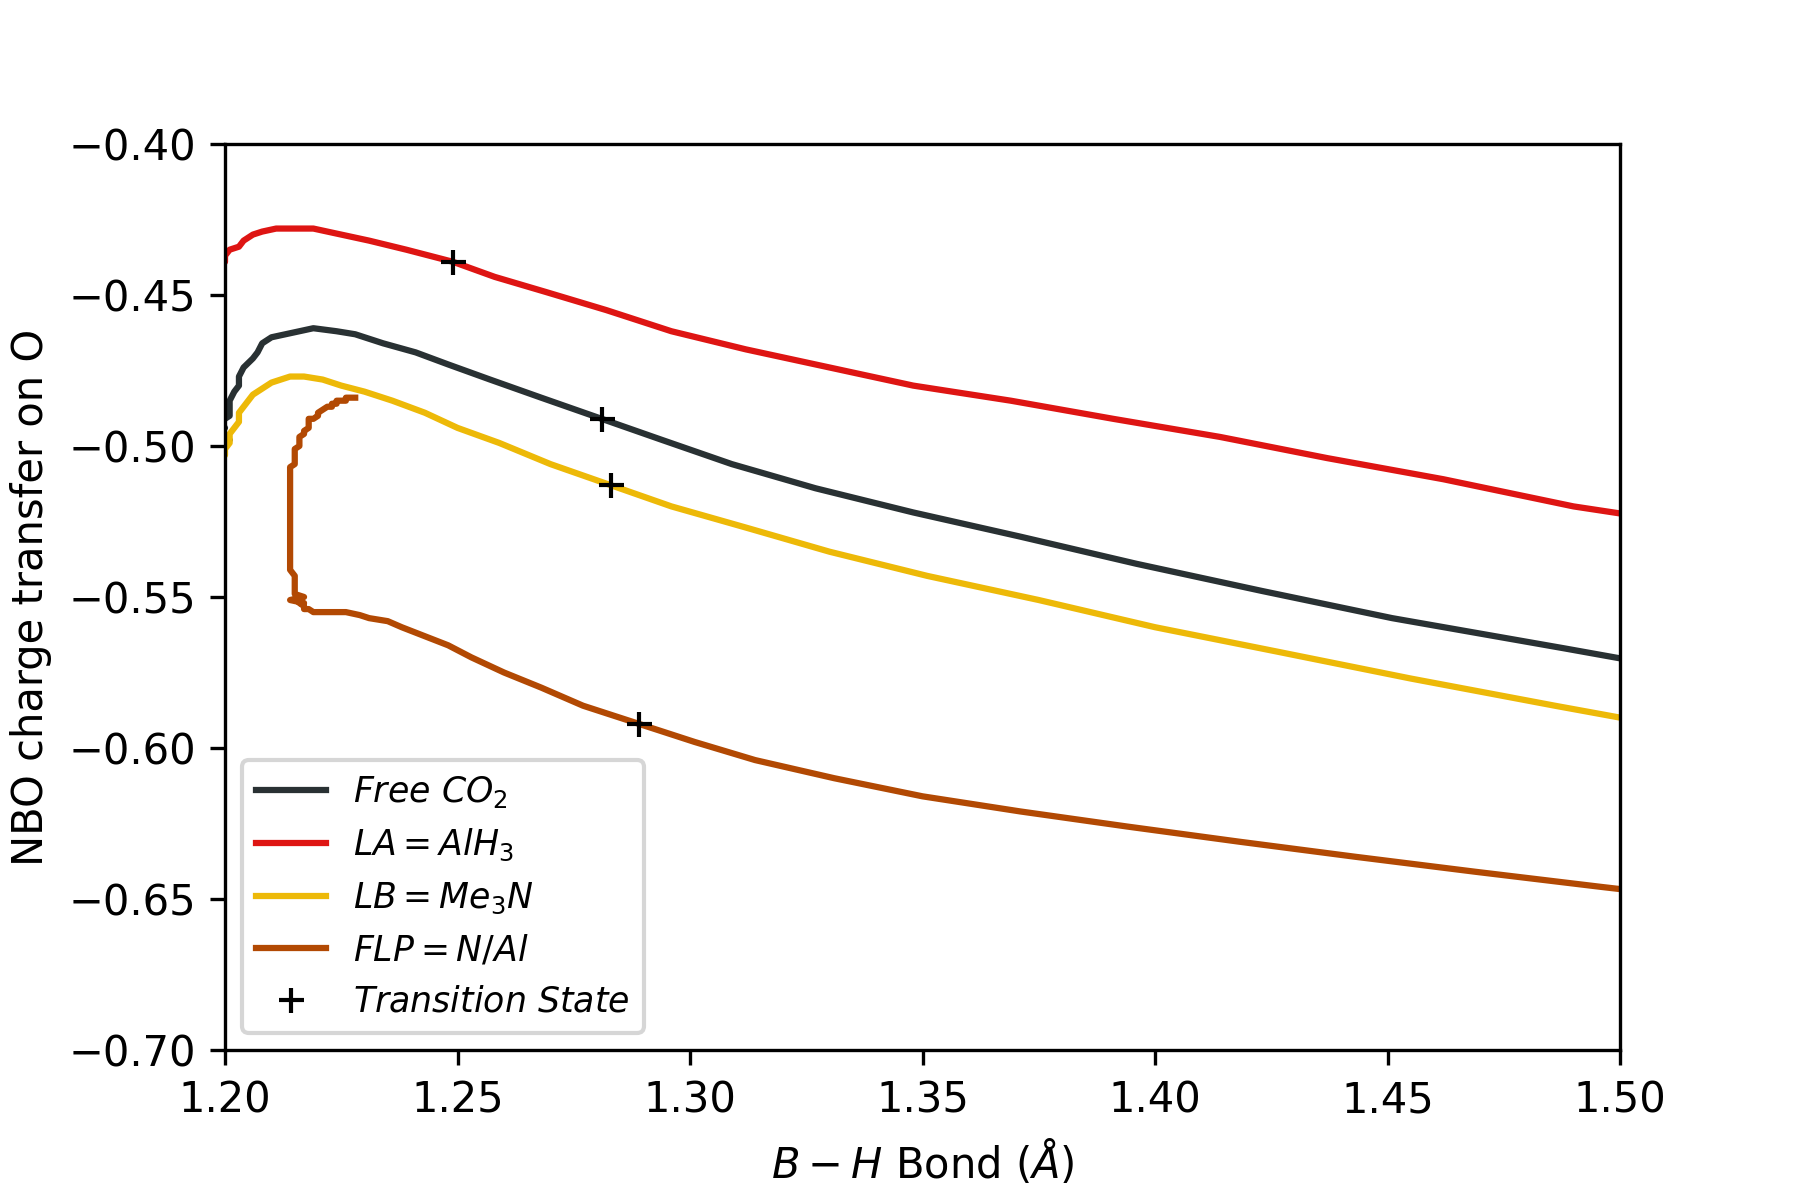 NBO charge transfer on O
−0.40
−0.45
−0.50
−0.55
−0.60
−0.65
−0.70
Free CO₂
LA = AlH₃
LB = Me₃N
FLP = N/Al
Transition State
1.20 1.25 1.30 1.35 1.40 1.45 1.50
B − H Bond (Å)